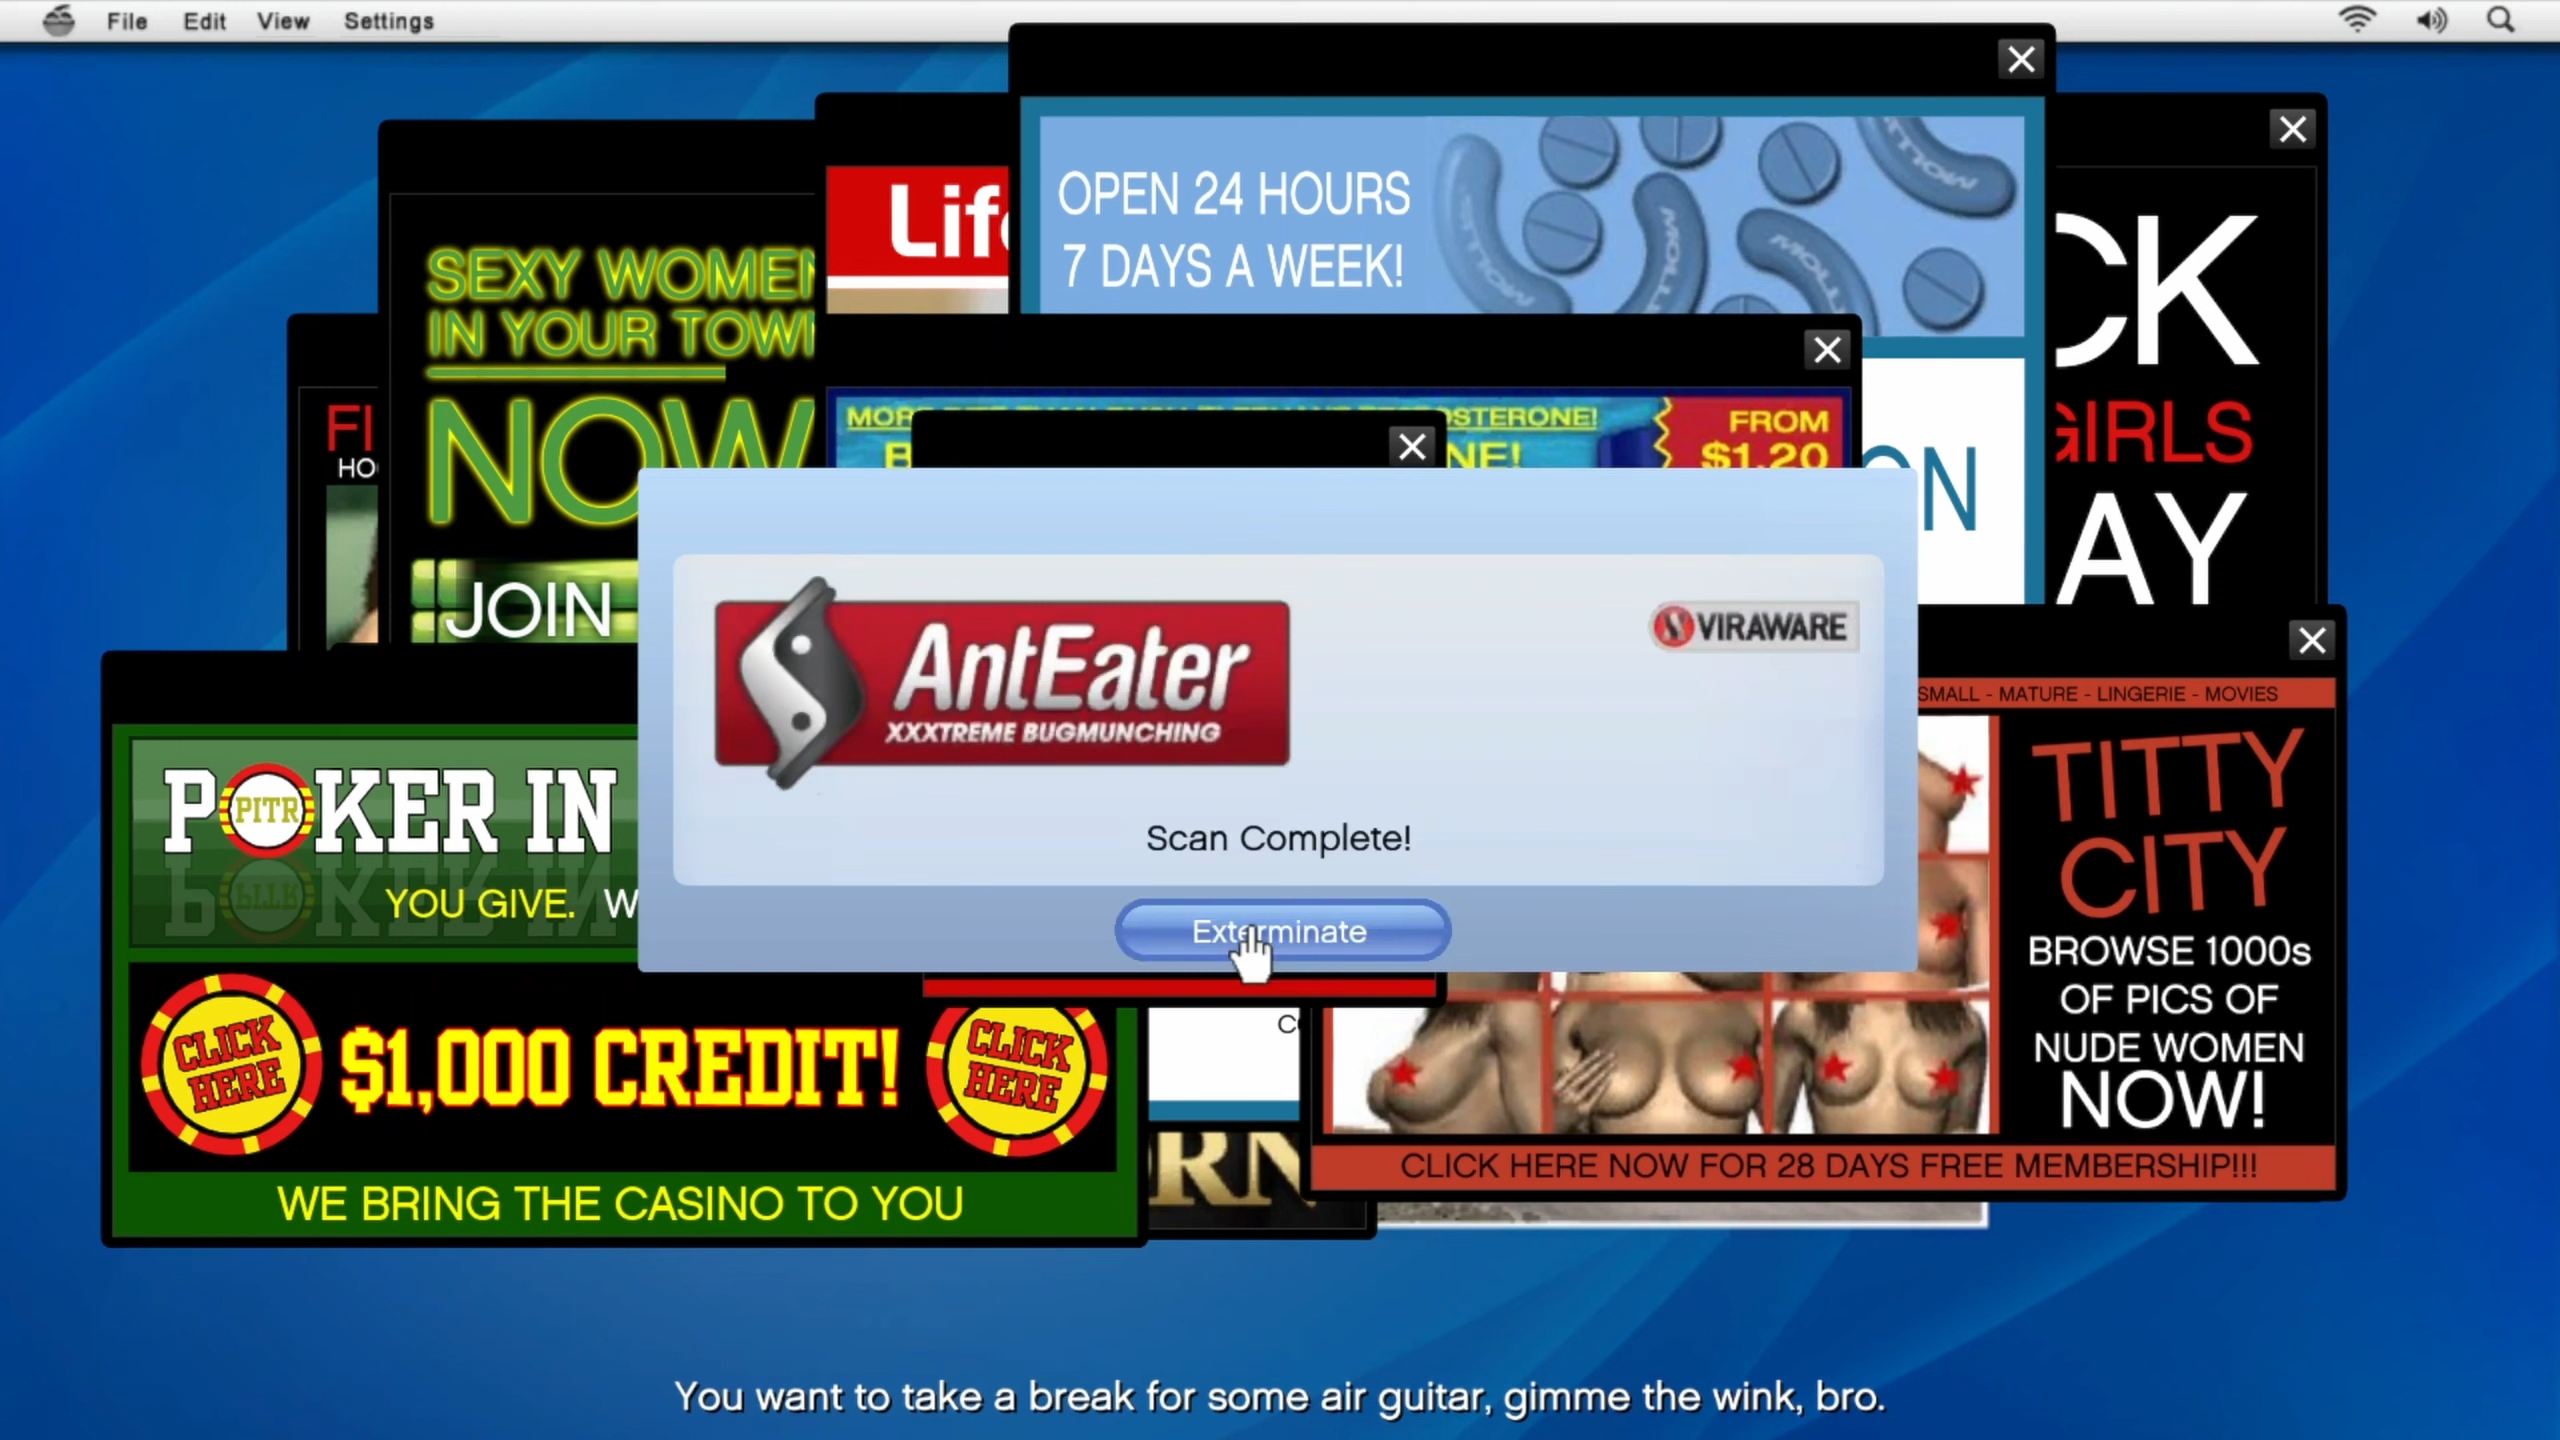 File Edit View Settings
OPEN 24 HOURS
7 DAYS A WEEK!
SEXY WOMEN
IN YOUR TOWN
NOW
JOIN
CK
GIRLS
AY
FROM
$1.20
AntEater
XXXTREME BUGMUNCHING
VIRAWARE
Scan Complete!
Exterminate
POKER IN
PITR
YOU GIVE.
CLICK
HERE
$1,000 CREDIT!
CLICK
HERE
WE BRING THE CASINO TO YOU
SMALL - MATURE - LINGERIE - MOVIES
TITTY
CITY
BROWSE 1000s
OF PICS OF
NUDE WOMEN
NOW!
CLICK HERE NOW FOR 28 DAYS FREE MEMBERSHIP!!!
RN
You want to take a break for some air guitar, gimme the wink, bro.